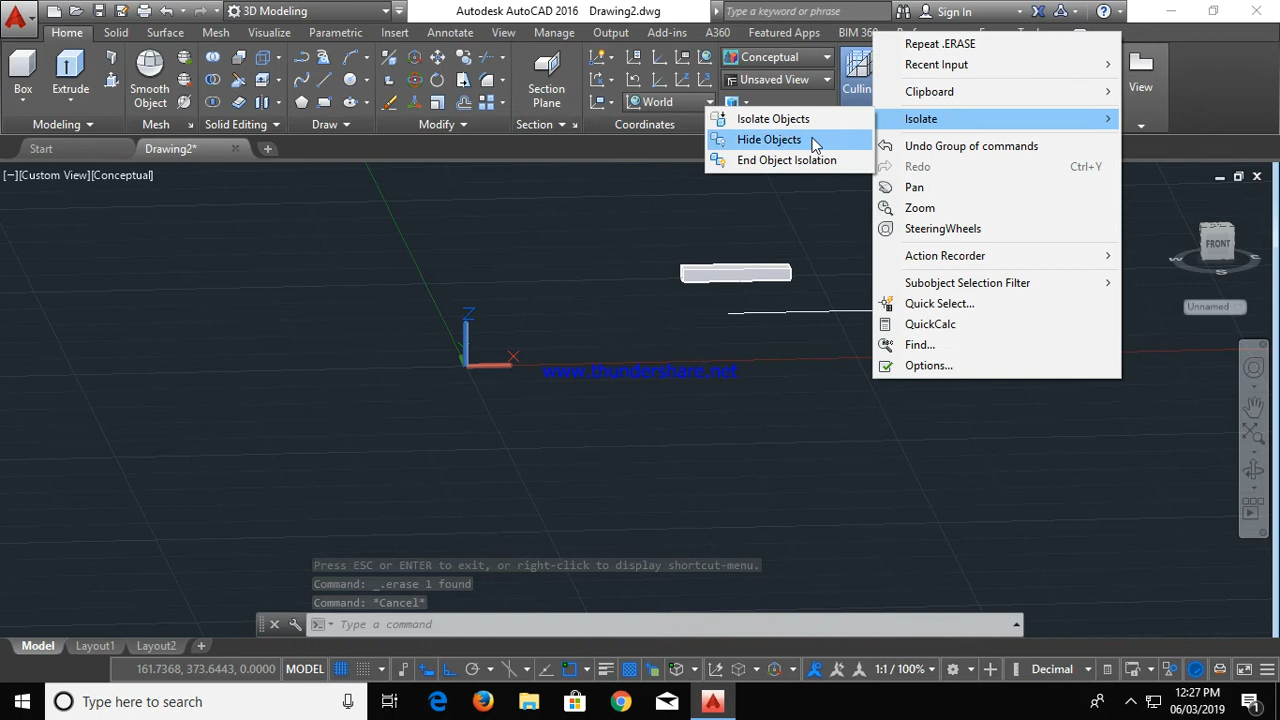 3D Modeling
Autodesk AutoCAD 2016 Drawing2.dwg
Type a keyword or phrase
Sign In
Home Solid Surface Mesh Visualize Parametric Insert Annotate View Manage Output Add-ins A360 Featured Apps BIM 360
Box
Extrude
Smooth Object
Section Plane
Conceptual
Unsaved View
World
Culling
View
Modeling Mesh Solid Editing Draw Modify Section Coordinates
Start Drawing2* +
[−][Custom View][Conceptual]
Repeat .ERASE
Recent Input
Clipboard
Isolate
Undo Group of commands
Redo Ctrl+Y
Pan
Zoom
SteeringWheels
Action Recorder
Subobject Selection Filter
Quick Select...
QuickCalc
Find...
Options...
Isolate Objects
Hide Objects
End Object Isolation
FRONT
W S E
Unnamed
Z
X
www.thundershare.net
Press ESC or ENTER to exit, or right-click to display shortcut-menu.
Command: _.erase 1 found
Command: *Cancel*
Type a command
Model Layout1 Layout2 +
161.7368, 373.6443, 0.0000 MODEL 1:1 / 100% Decimal
Type here to search
12:27 PM
06/03/2019